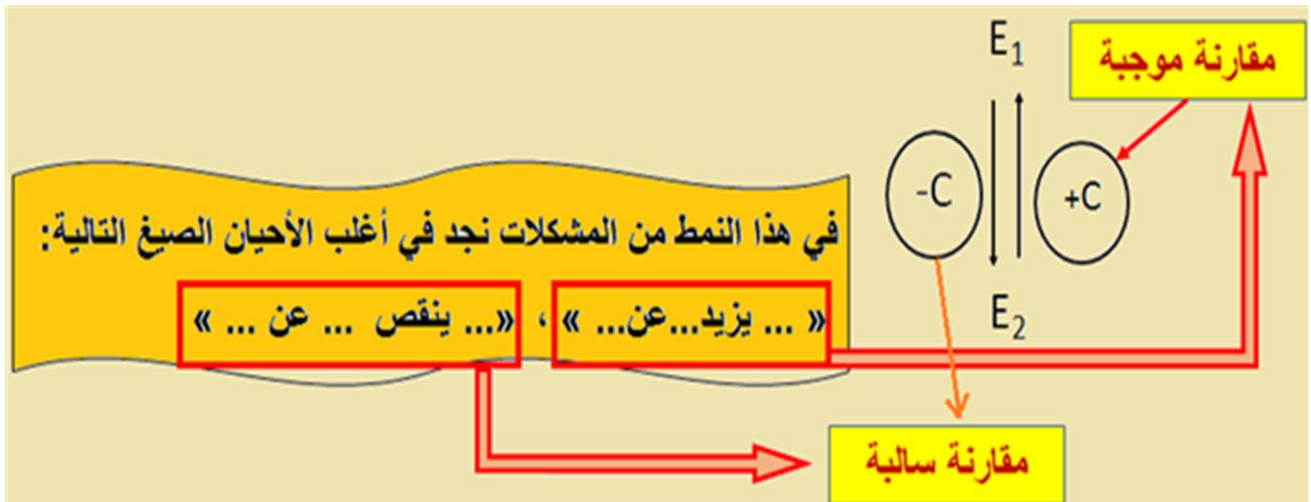 E1
مقارنة موجبة
-C
+C
في هذا النمط من المشكلات نجد في أغلب الأحيان الصيغ التالية:
« ... يزيد...عن... » ، «... ينقص ... عن ... »
E2
مقارنة سالبة